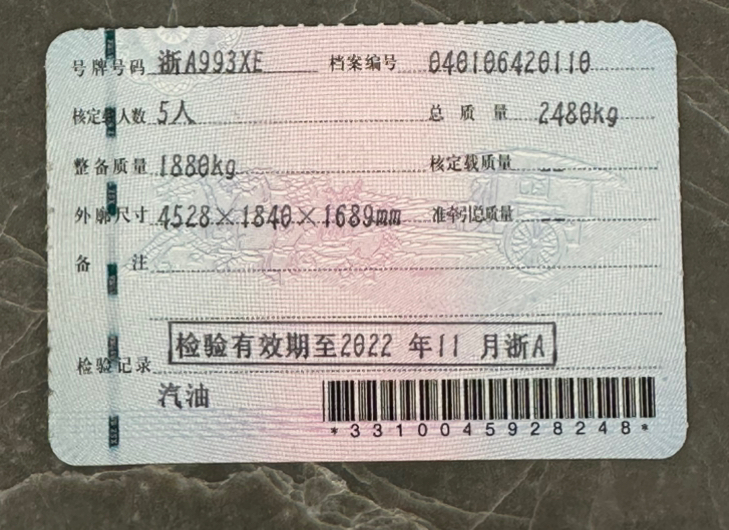 号牌号码 浙A993XE 档案编号 040106420110
核定载人数 5人 总质量 2480kg
整备质量 1880kg 核定载质量 --
外廓尺寸 4528×1840×1689mm 准牵引总质量 --
备注
检验记录 检验有效期至2022 年11 月浙A
汽油
*3310045928248*